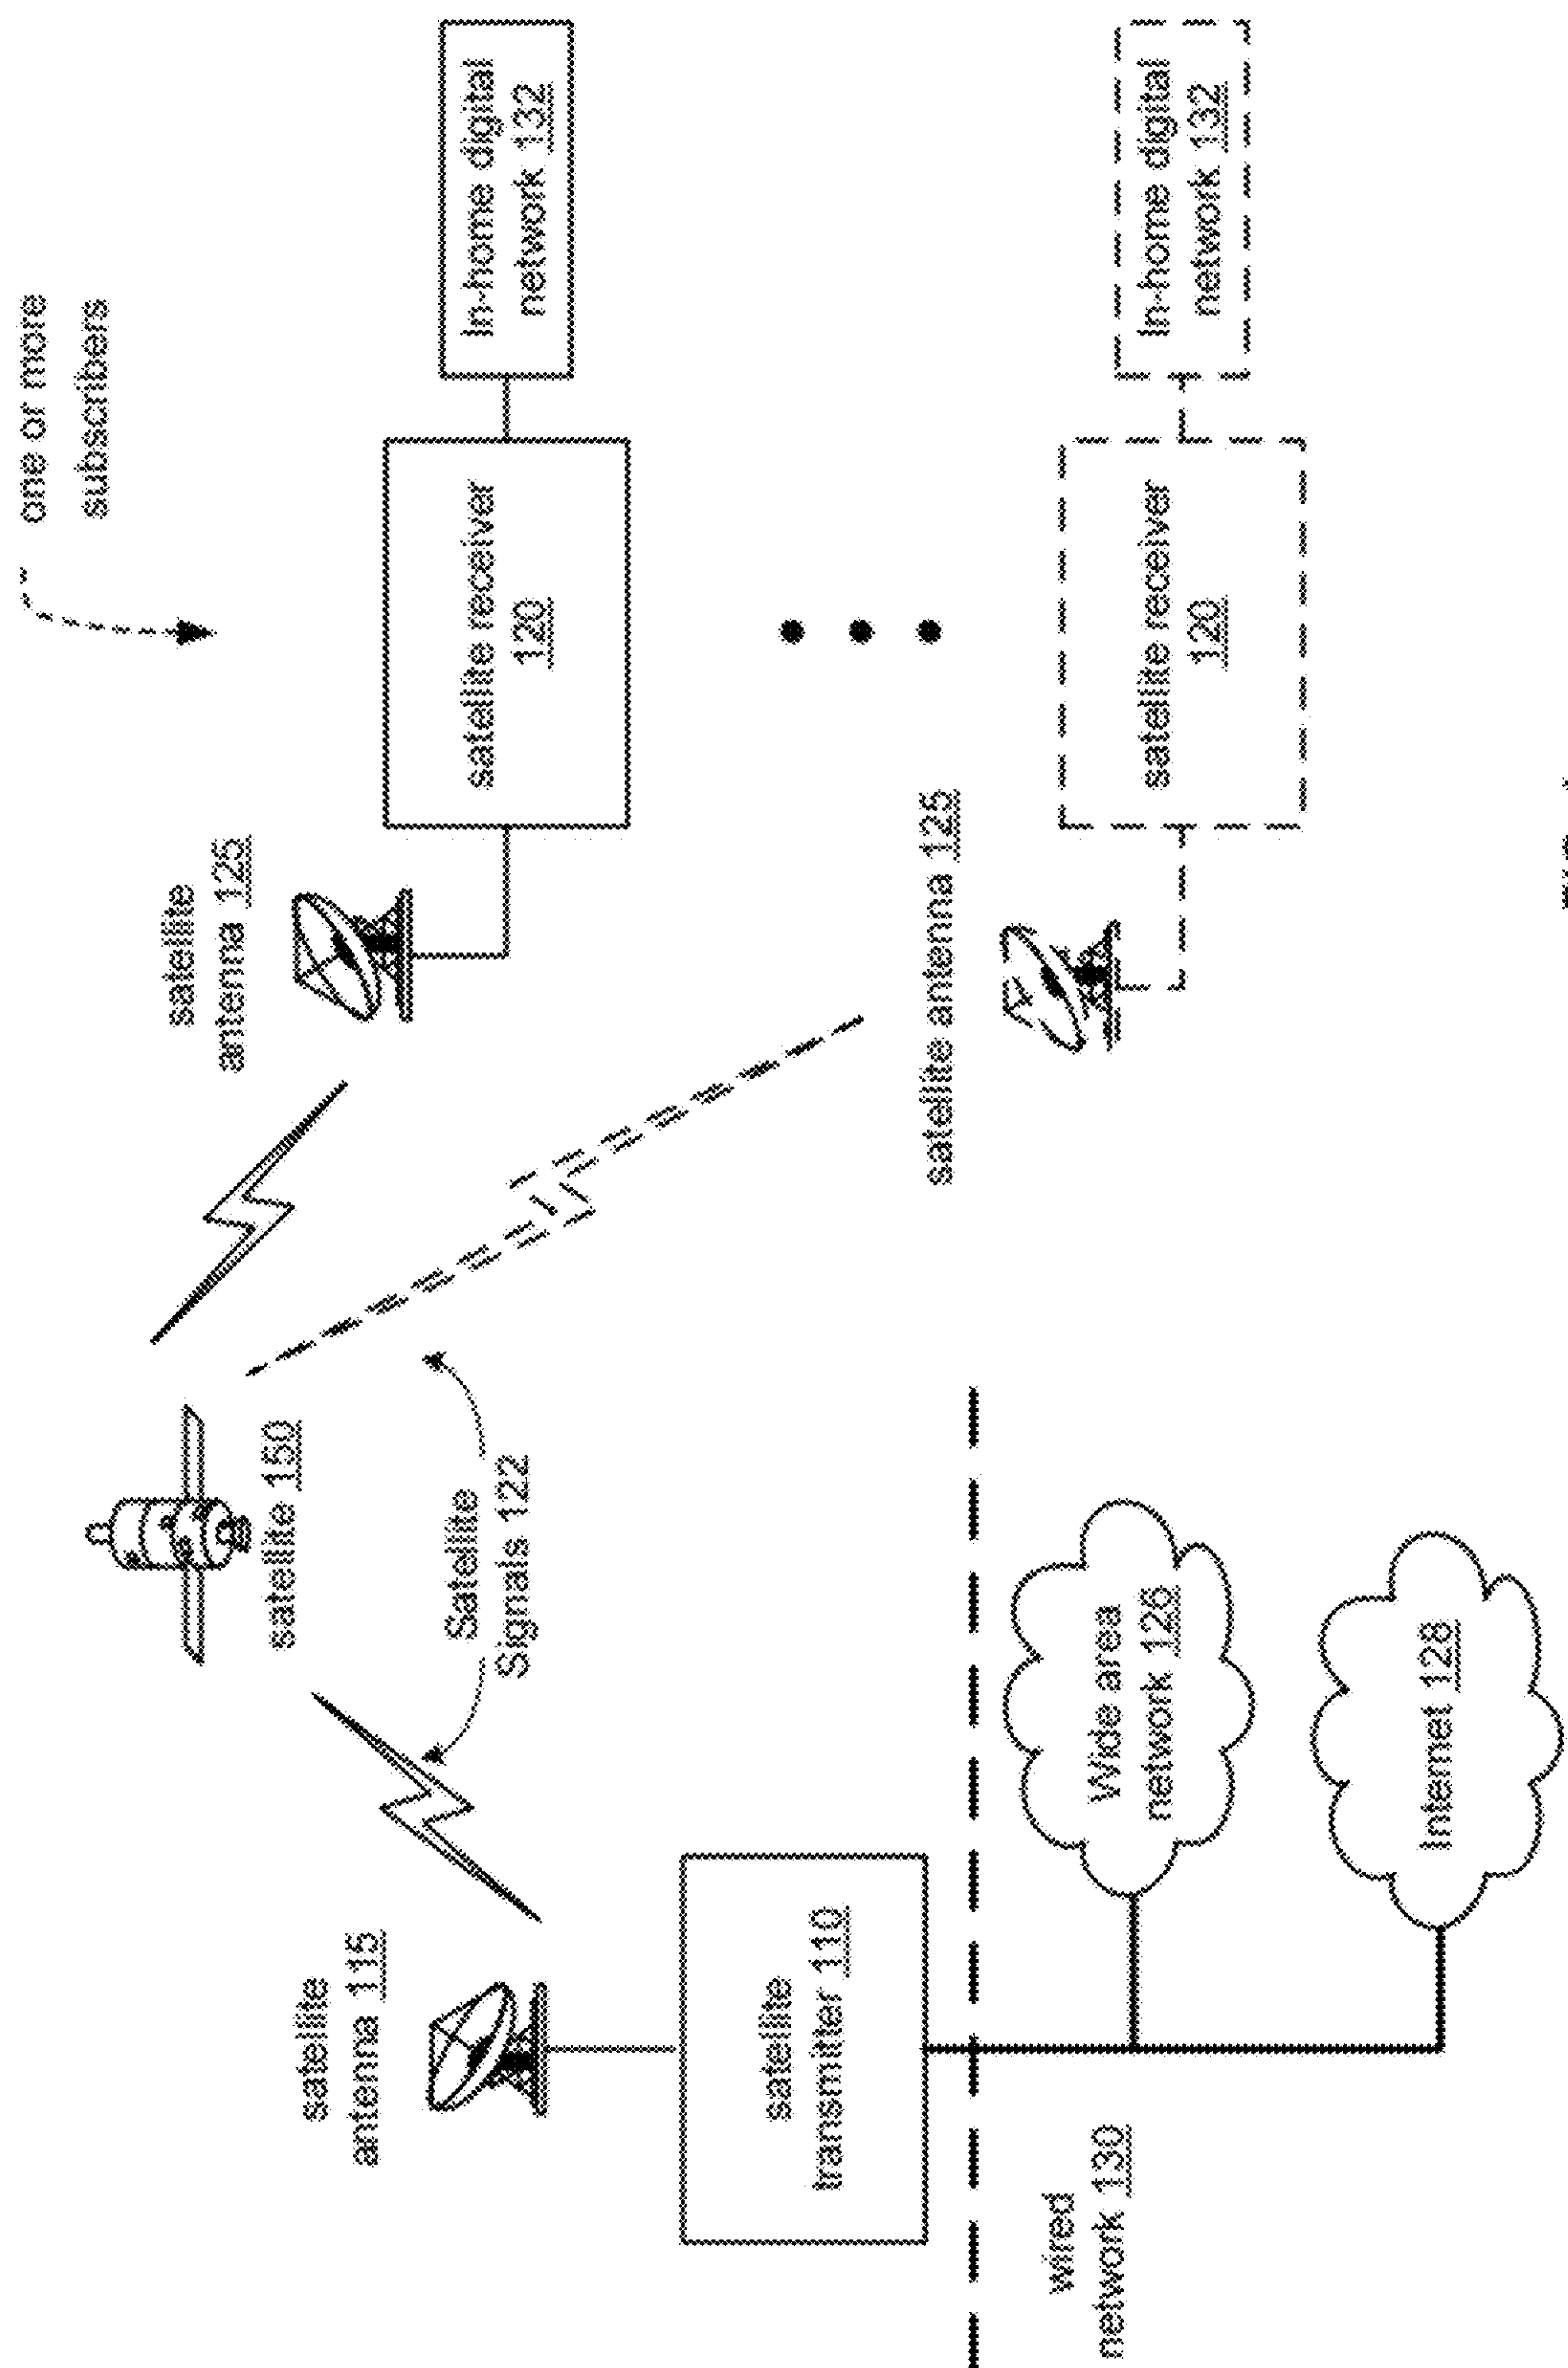 one or more
subscribers
satellite
antenna 125
satellite receiver
120
In-home digital
network 132
satellite 150
Satellite
Signals 122
satellite
antenna 115
satellite
transmitter 110
satellite antenna 125
satellite receiver
120
In-home digital
network 132
wired
network 130
Wide area
network 126
Internet 128